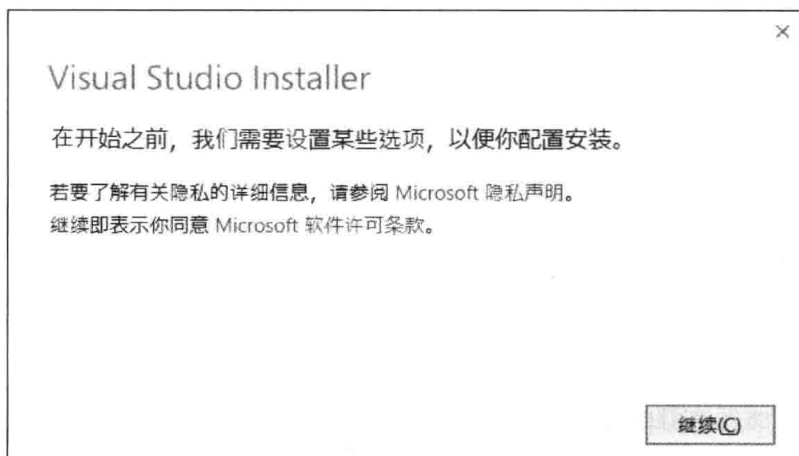 Visual Studio Installer
在开始之前，我们需要设置某些选项，以便你配置安装。
若要了解有关隐私的详细信息，请参阅 Microsoft 隐私声明。
继续即表示你同意 Microsoft 软件许可条款。
继续(C)